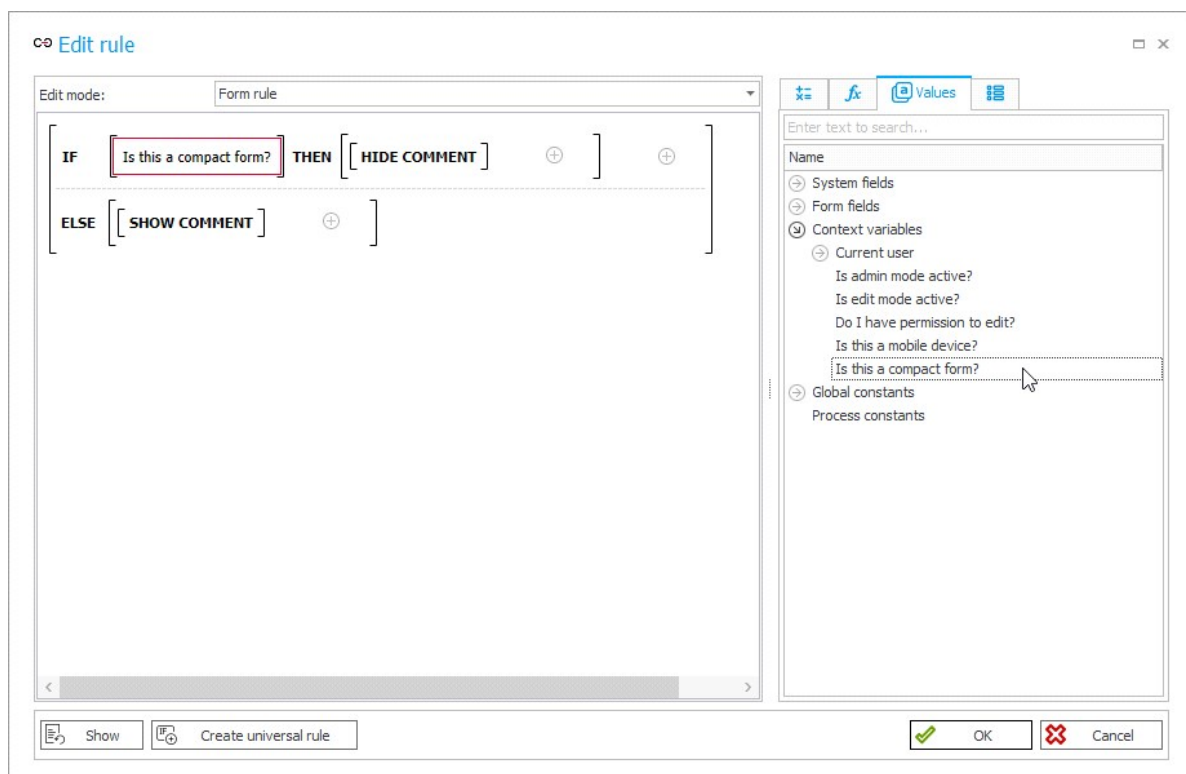 Edit rule
Edit mode: Form rule
IF Is this a compact form? THEN HIDE COMMENT
ELSE SHOW COMMENT
Values
Enter text to search...
Name
System fields
Form fields
Context variables
Current user
Is admin mode active?
Is edit mode active?
Do I have permission to edit?
Is this a mobile device?
Is this a compact form?
Global constants
Process constants
Show Create universal rule OK Cancel